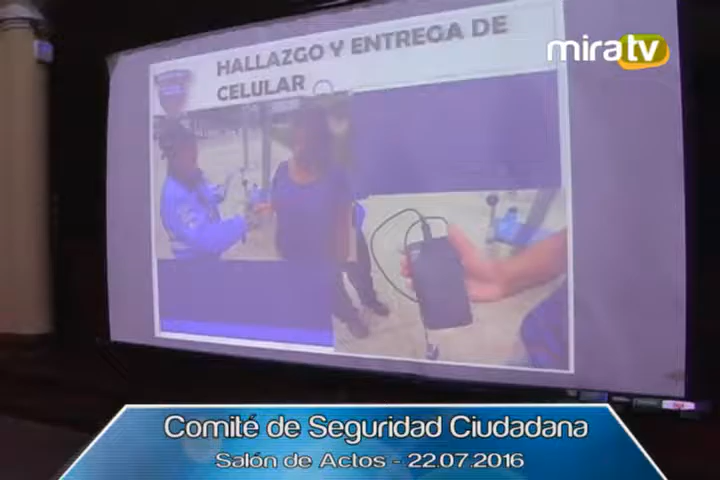 HALLAZGO Y ENTREGA DE
CELULAR
miratv
Comité de Seguridad Ciudadana
Salón de Actos - 22.07.2016